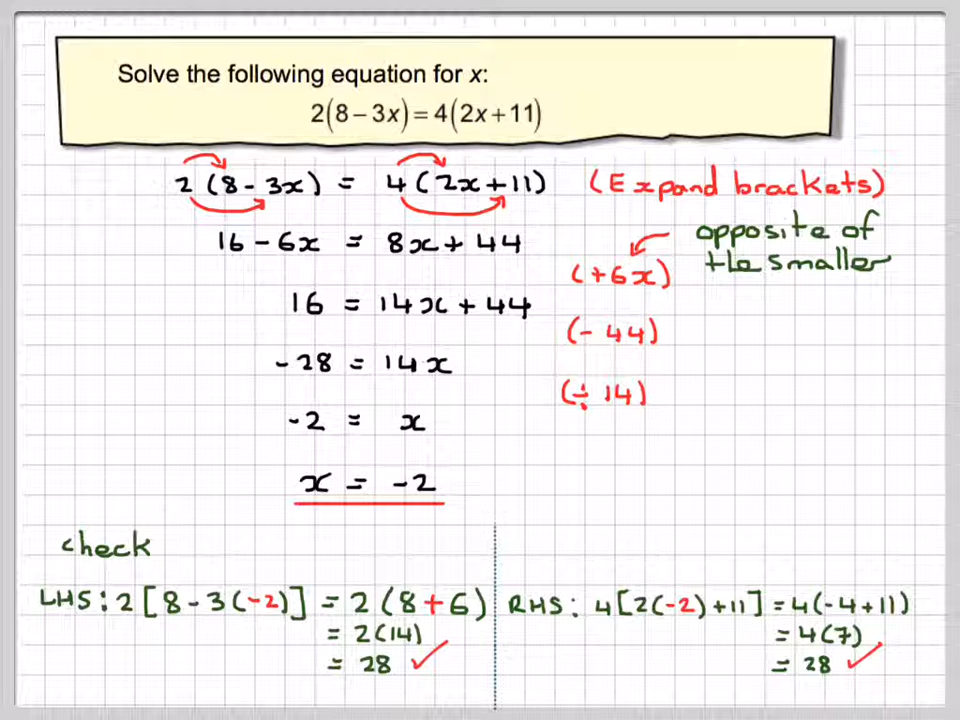 Solve the following equation for x:
2(8 − 3x) = 4(2x + 11)
2(8 - 3x) = 4(2x + 11) (Expand brackets)
16 - 6x = 8x + 44 opposite of
(+6x) the smaller
16 = 14x + 44 (- 44)
-28 = 14x (÷ 14)
-2 = x
x = -2
check
LHS: 2[8 - 3(-2)] = 2(8 + 6)
= 2(14)
= 28 ✓
RHS: 4[2(-2) + 11] = 4(-4 + 11)
= 4(7)
= 28 ✓